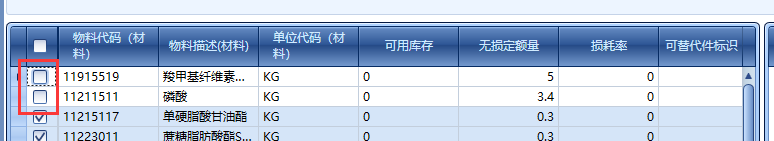 物料代码（材料） 物料描述(材料) 单位代码（材料） 可用库存 无损定额量 损耗率 可替代件标识
11915519 羧甲基纤维素... KG 0 5 0
11211511 磷酸 KG 0 3.4 0
11215117 单硬脂酸甘油酯 KG 0 0.3 0
11223011 蔗糖脂肪酸酯S... KG 0 0.3 0